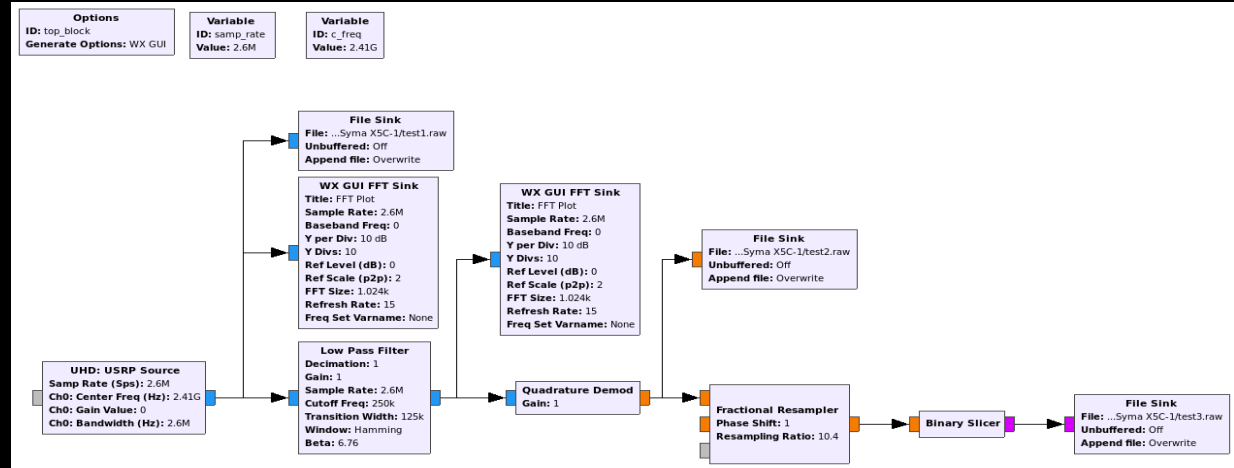 Options
ID: top_block
Generate Options: WX GUI
Variable
ID: samp_rate
Value: 2.6M
Variable
ID: c_freq
Value: 2.41G
File Sink
File: ...Syma X5C-1/test1.raw
Unbuffered: Off
Append file: Overwrite
WX GUI FFT Sink
Title: FFT Plot
Sample Rate: 2.6M
Baseband Freq: 0
Y per Div: 10 dB
Y Divs: 10
Ref Level (dB): 0
Ref Scale (p2p): 2
FFT Size: 1.024k
Refresh Rate: 15
Freq Set Varname: None
WX GUI FFT Sink
Title: FFT Plot
Sample Rate: 2.6M
Baseband Freq: 0
Y per Div: 10 dB
Y Divs: 10
Ref Level (dB): 0
Ref Scale (p2p): 2
FFT Size: 1.024k
Refresh Rate: 15
Freq Set Varname: None
File Sink
File: ...Syma X5C-1/test2.raw
Unbuffered: Off
Append file: Overwrite
UHD: USRP Source
Samp Rate (Sps): 2.6M
Ch0: Center Freq (Hz): 2.41G
Ch0: Gain Value: 0
Ch0: Bandwidth (Hz): 2.6M
Low Pass Filter
Decimation: 1
Gain: 1
Sample Rate: 2.6M
Cutoff Freq: 250k
Transition Width: 125k
Window: Hamming
Beta: 6.76
Quadrature Demod
Gain: 1
Fractional Resampler
Phase Shift: 1
Resampling Ratio: 10.4
Binary Slicer
File Sink
File: ...Syma X5C-1/test3.raw
Unbuffered: Off
Append file: Overwrite